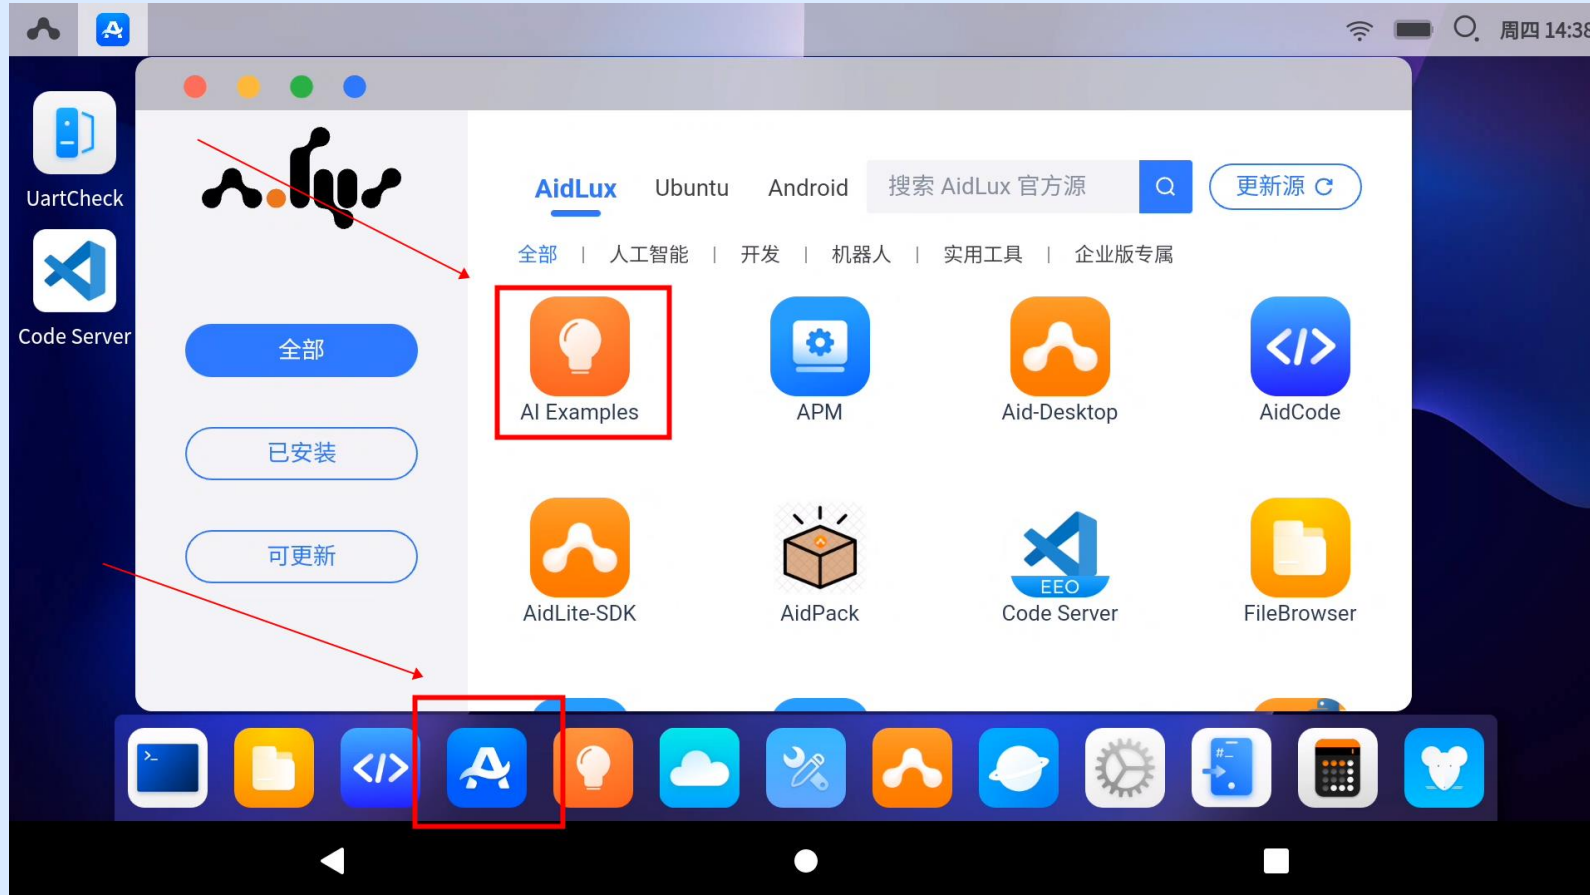 周四 14:38
UartCheck
Code Server
AidLux Ubuntu Android 搜索 AidLux 官方源 更新源
全部 | 人工智能 | 开发 | 机器人 | 实用工具 | 企业版专属
全部
已安装
可更新
AI Examples APM Aid-Desktop AidCode
EEO
AidLite-SDK AidPack Code Server FileBrowser